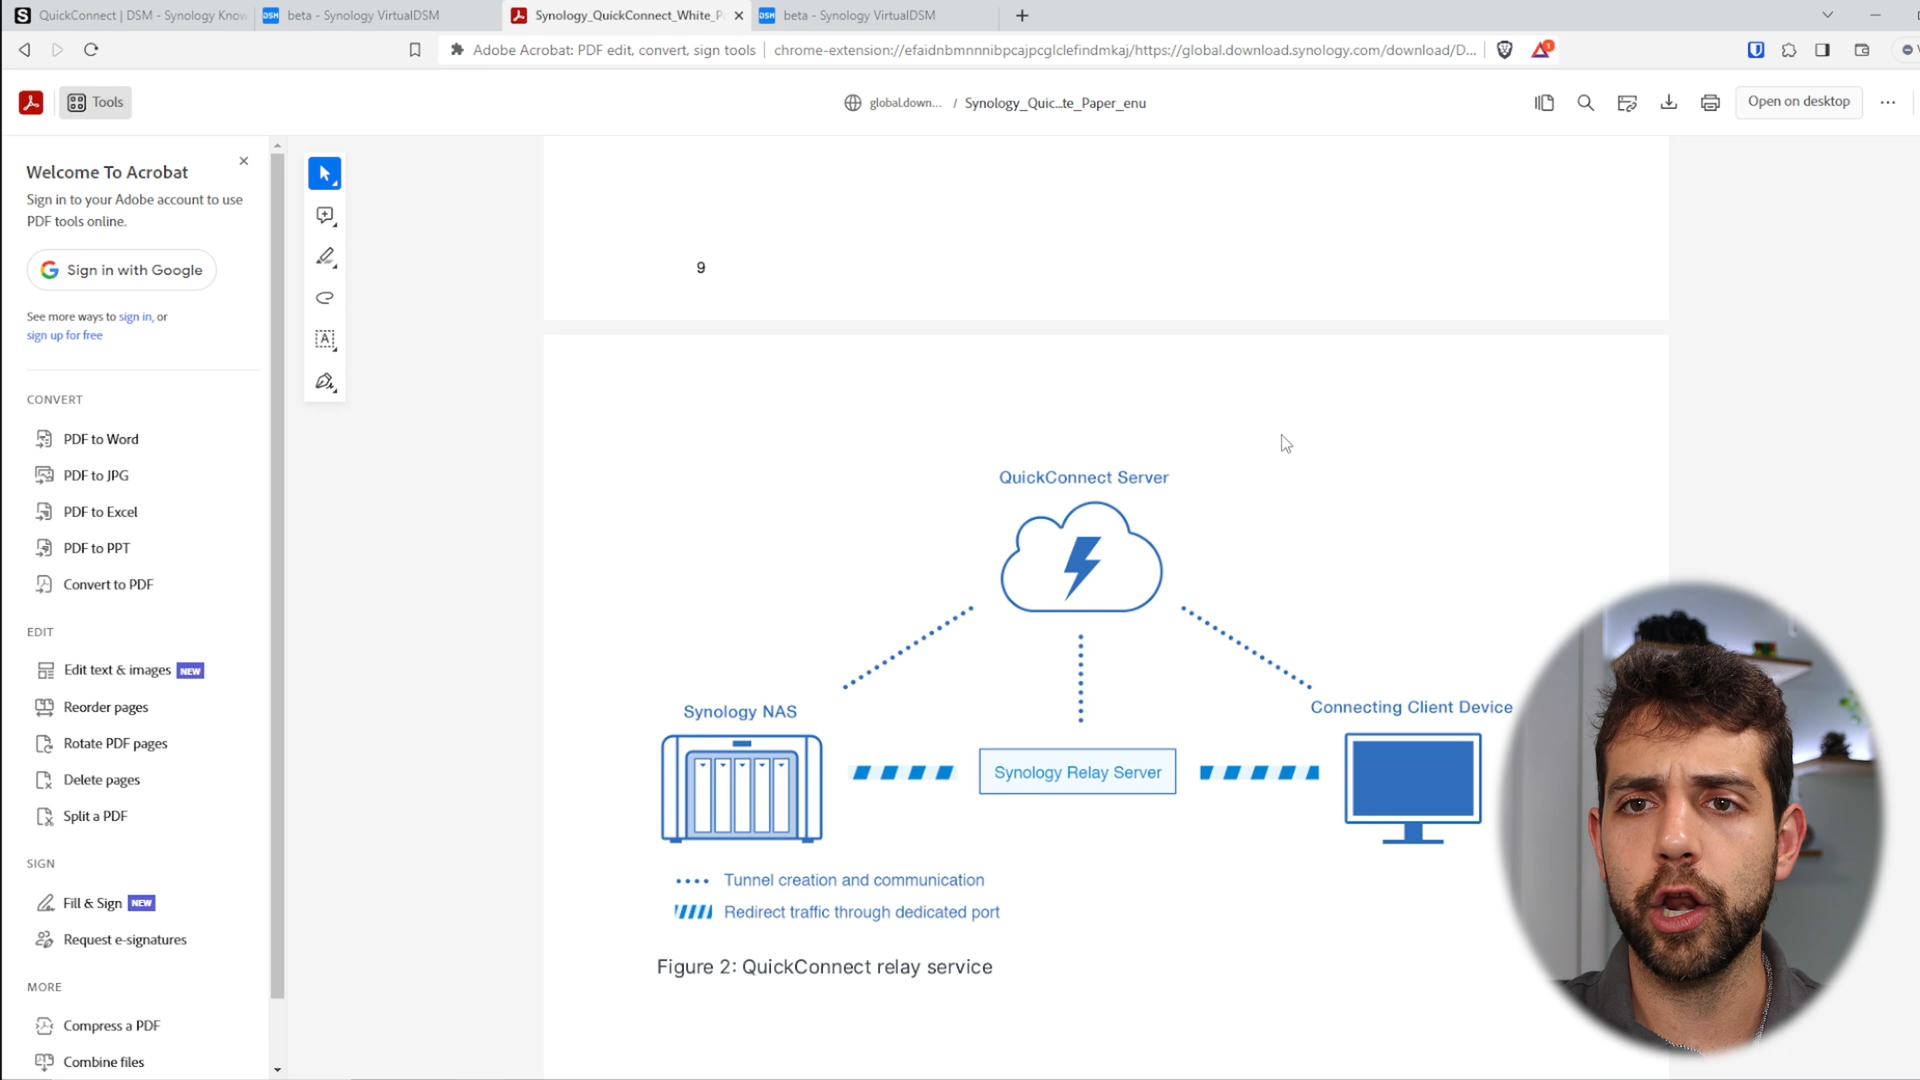 QuickConnect | DSM - Synology Know
beta - Synology VirtualDSM
Synology_QuickConnect_White_P
beta - Synology VirtualDSM
Adobe Acrobat: PDF edit, convert, sign tools
chrome-extension://efaidnbmnnnibpcajpcglclefindmkaj/https://global.download.synology.com/download/D...
1
Tools
global.down... / Synology_Quic...te_Paper_enu
Open on desktop
Welcome To Acrobat
Sign in to your Adobe account to use
PDF tools online.
Sign in with Google
See more ways to sign in, or
sign up for free
CONVERT
PDF to Word
PDF to JPG
PDF to Excel
PDF to PPT
Convert to PDF
EDIT
Edit text & images NEW
Reorder pages
Rotate PDF pages
Delete pages
Split a PDF
SIGN
Fill & Sign NEW
Request e-signatures
MORE
Compress a PDF
Combine files
9
QuickConnect Server
Synology NAS
Connecting Client Device
Synology Relay Server
Tunnel creation and communication
Redirect traffic through dedicated port
Figure 2: QuickConnect relay service